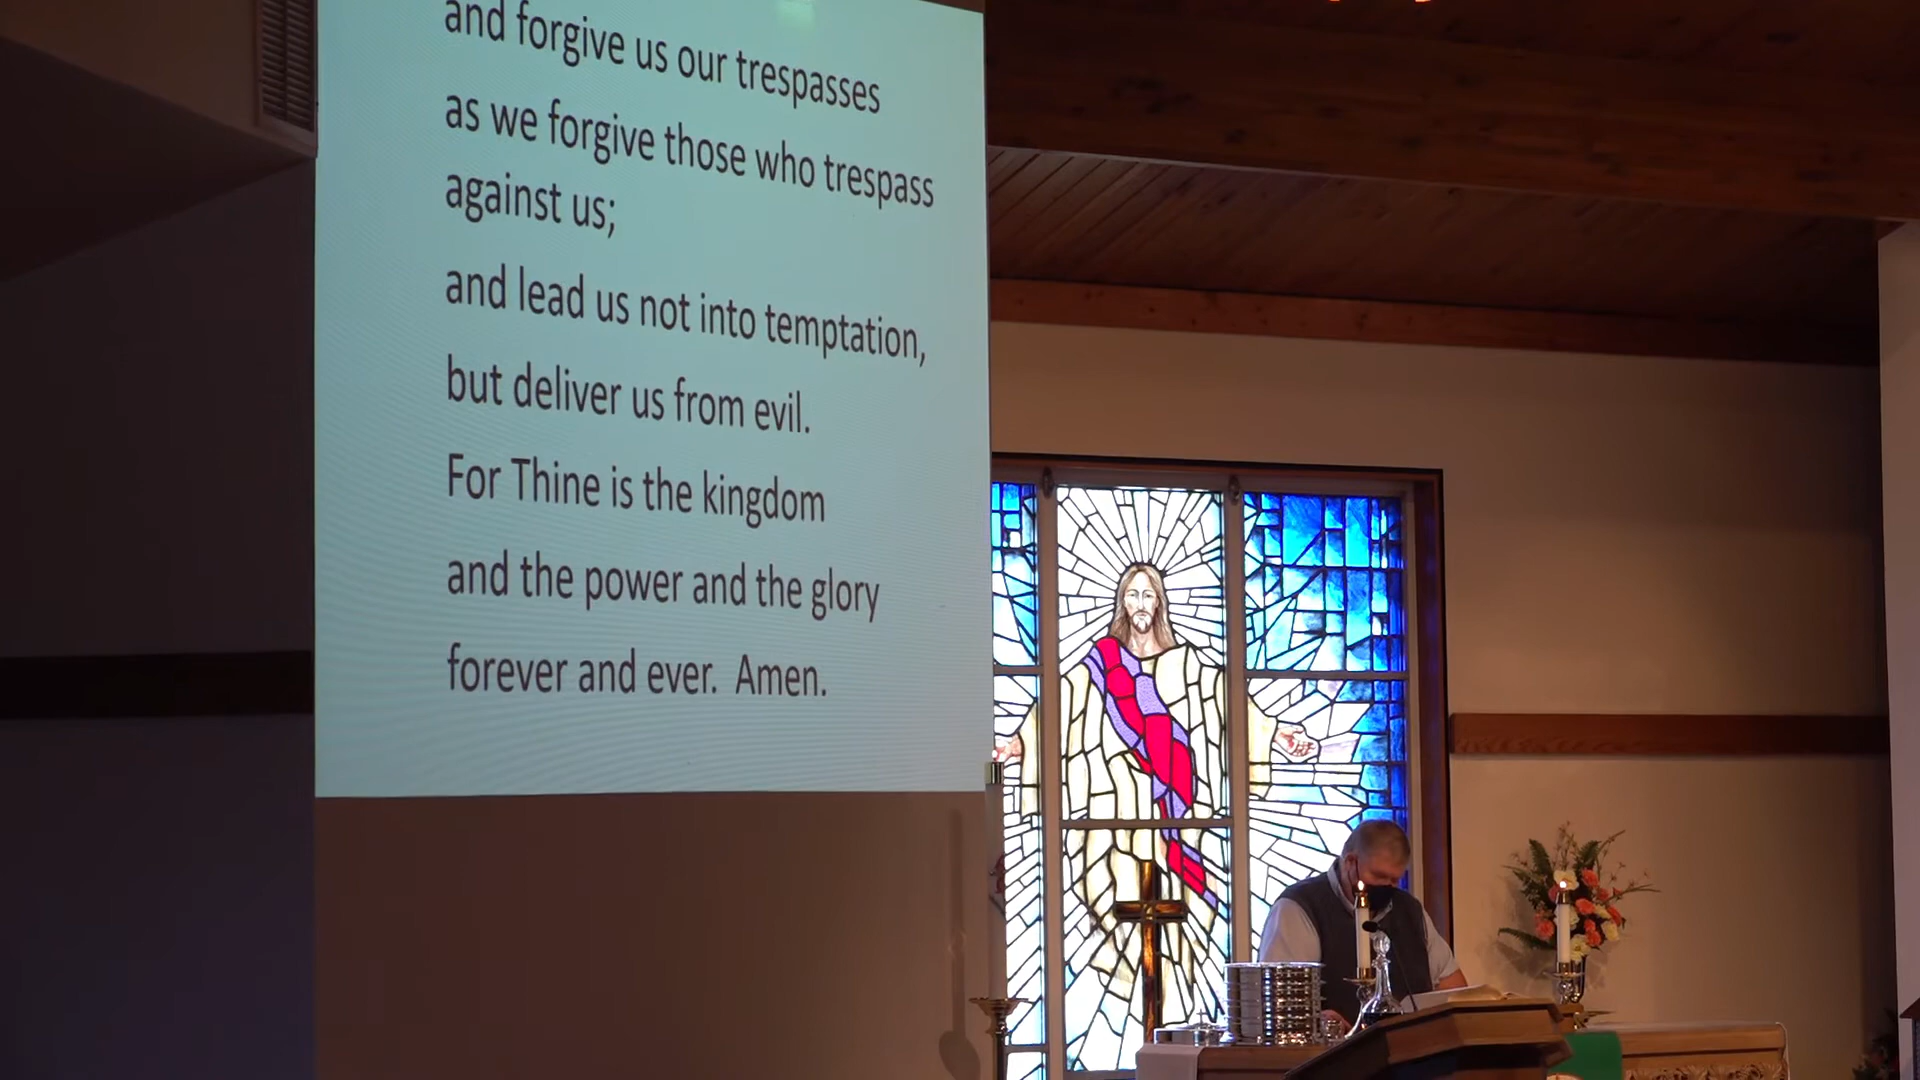 and forgive us our trespasses
as we forgive those who trespass
against us;
and lead us not into temptation,
but deliver us from evil.
For Thine is the kingdom
and the power and the glory
forever and ever.  Amen.